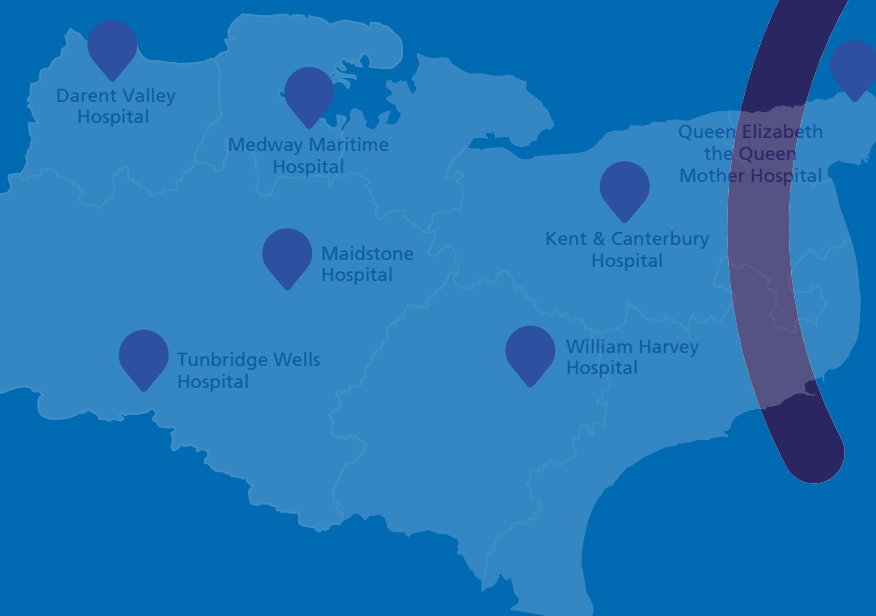 Darent Valley
Hospital
Medway Maritime
Hospital
Queen Elizabeth
the Queen
Mother Hospital
Kent & Canterbury
Hospital
Maidstone
Hospital
William Harvey
Hospital
Tunbridge Wells
Hospital